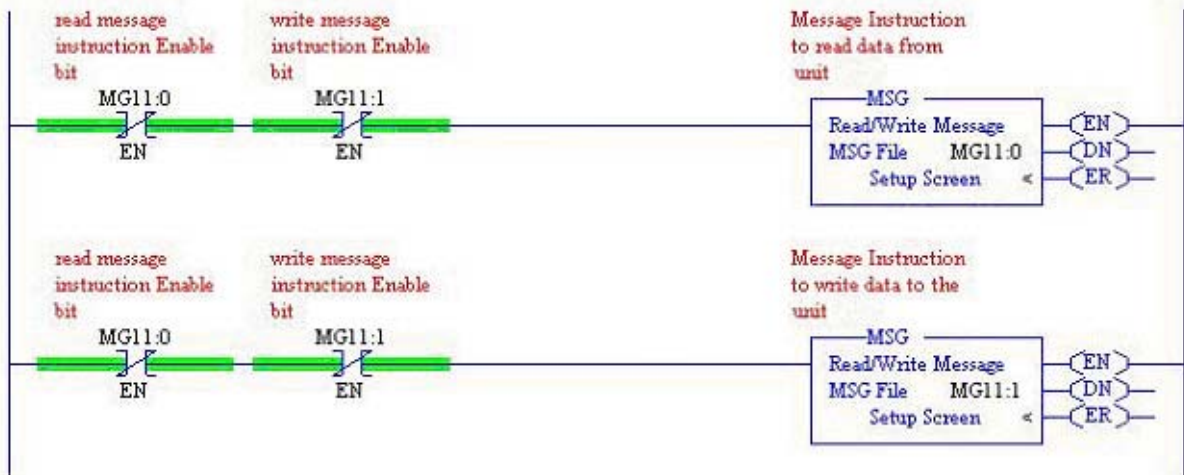 read message
instruction Enable
bit
write message
instruction Enable
bit
Message Instruction
to read data from
unit
MG11:0
MG11:1
EN
EN
MSG
Read/Write Message
MSG File MG11:0
Setup Screen <
EN
DN
ER
read message
instruction Enable
bit
write message
instruction Enable
bit
Message Instruction
to write data to the
unit
MG11:0
MG11:1
EN
EN
MSG
Read/Write Message
MSG File MG11:1
Setup Screen <
EN
DN
ER